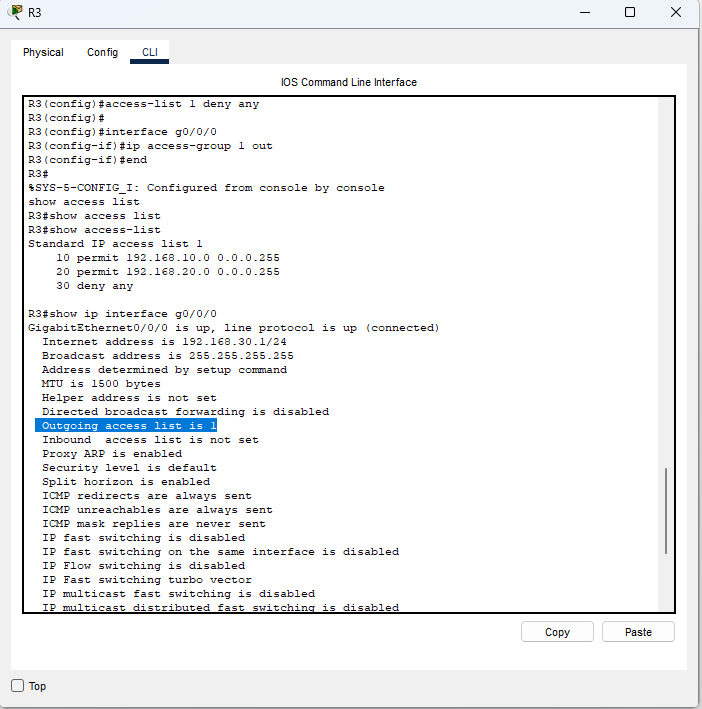 R3
Physical Config CLI
IOS Command Line Interface
R3(config)#access-list 1 deny any
R3(config)#
R3(config)#interface g0/0/0
R3(config-if)#ip access-group 1 out
R3(config-if)#end
R3#
%SYS-5-CONFIG_I: Configured from console by console
show access list
R3#show access list
R3#show access-list
Standard IP access list 1
    10 permit 192.168.10.0 0.0.0.255
    20 permit 192.168.20.0 0.0.0.255
    30 deny any

R3#show ip interface g0/0/0
GigabitEthernet0/0/0 is up, line protocol is up (connected)
  Internet address is 192.168.30.1/24
  Broadcast address is 255.255.255.255
  Address determined by setup command
  MTU is 1500 bytes
  Helper address is not set
  Directed broadcast forwarding is disabled
  Outgoing access list is 1
  Inbound  access list is not set
  Proxy ARP is enabled
  Security level is default
  Split horizon is enabled
  ICMP redirects are always sent
  ICMP unreachables are always sent
  ICMP mask replies are never sent
  IP fast switching is disabled
  IP fast switching on the same interface is disabled
  IP Flow switching is disabled
  IP Fast switching turbo vector
  IP multicast fast switching is disabled
  IP multicast distributed fast switching is disabled
Copy Paste
Top